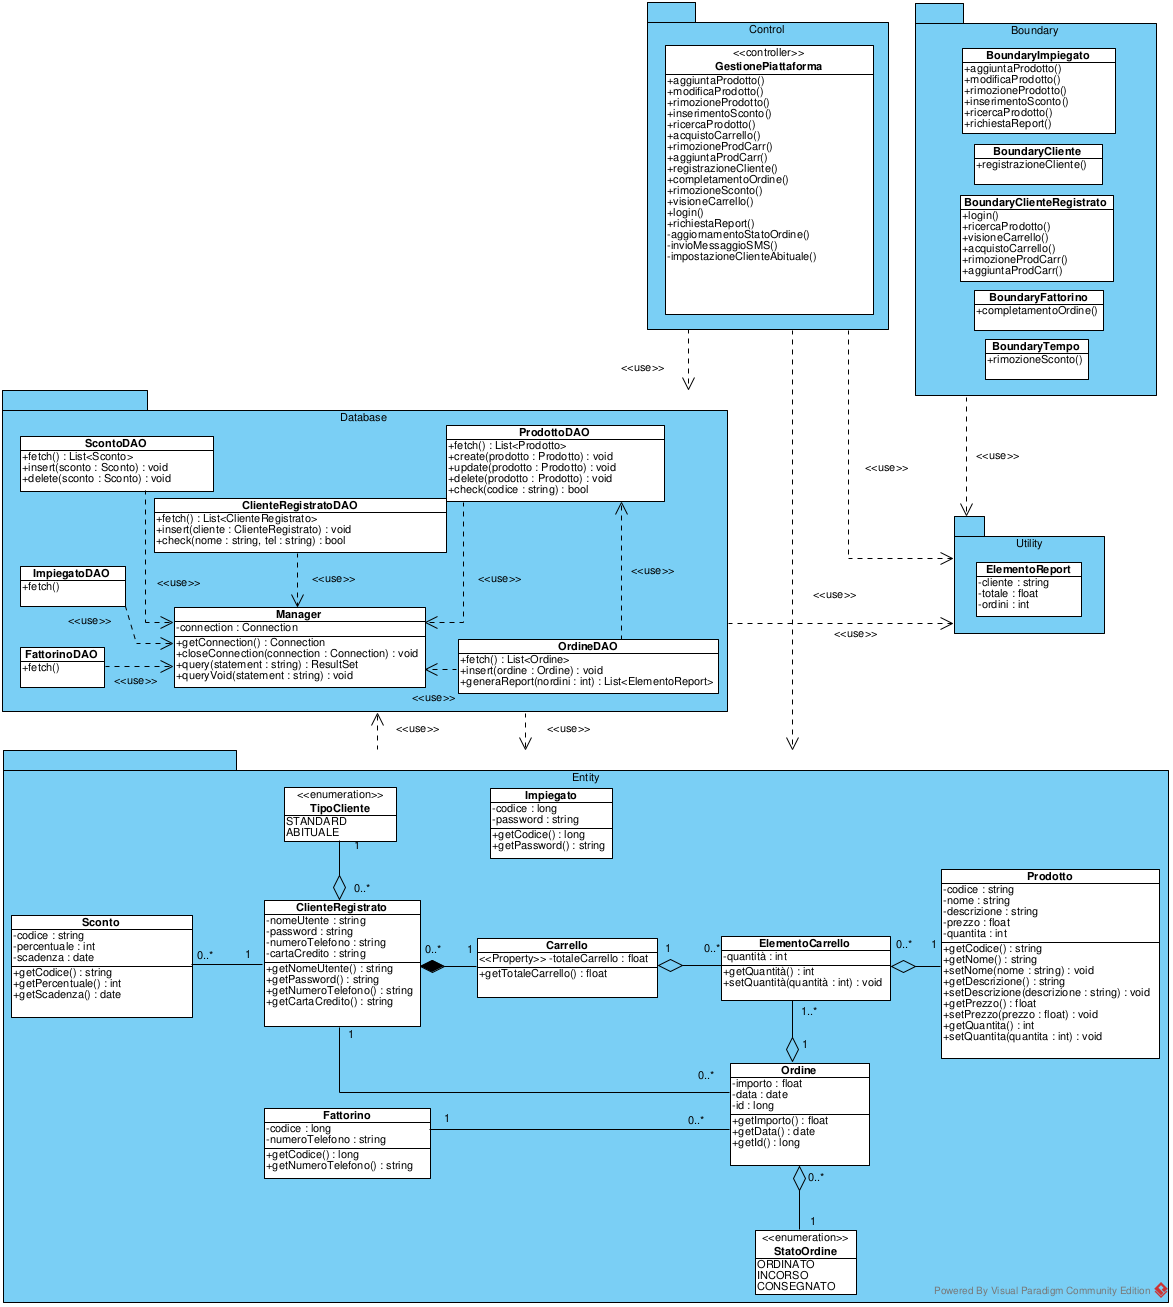 Control
<<controller>>
GestionePiattaforma
+aggiuntaProdotto()
+modificaProdotto()
+rimozioneProdotto()
+inserimentoSconto()
+ricercaProdotto()
+acquistoCarrello()
+rimozioneProdCarr()
+aggiuntaProdCarr()
+registrazioneCliente()
+completamentoOrdine()
+rimozioneSconto()
+visioneCarrello()
+login()
+richiestaReport()
-aggiornamentoStatoOrdine()
-invioMessaggioSMS()
-impostazioneClienteAbituale()
Boundary
BoundaryImpiegato
+aggiuntaProdotto()
+modificaProdotto()
+rimozioneProdotto()
+inserimentoSconto()
+ricercaProdotto()
+richiestaReport()
BoundaryCliente
+registrazioneCliente()
BoundaryClienteRegistrato
+login()
+ricercaProdotto()
+visioneCarrello()
+acquistoCarrello()
+rimozioneProdCarr()
+aggiuntaProdCarr()
BoundaryFattorino
+completamentoOrdine()
BoundaryTempo
+rimozioneSconto()
<<use>>
<<use>>
<<use>>
<<use>>
<<use>>
Database
ScontoDAO
+fetch() : List<Sconto>
+insert(sconto : Sconto) : void
+delete(sconto : Sconto) : void
ProdottoDAO
+fetch() : List<Prodotto>
+create(prodotto : Prodotto) : void
+update(prodotto : Prodotto) : void
+delete(prodotto : Prodotto) : void
+check(codice : string) : bool
ClienteRegistratoDAO
+fetch() : List<ClienteRegistrato>
+insert(cliente : ClienteRegistrato) : void
+check(nome : string, tel : string) : bool
ImpiegatoDAO
+fetch()
<<use>>
<<use>>
<<use>>
<<use>>
<<use>>
Manager
-connection : Connection
+getConnection() : Connection
+closeConnection(connection : Connection) : void
+query(statement : string) : ResultSet
+queryVoid(statement : string) : void
FattorinoDAO
+fetch()
<<use>>
OrdineDAO
+fetch() : List<Ordine>
+insert(ordine : Ordine) : void
+generaReport(nordini : int) : List<ElementoReport>
<<use>>
Utility
ElementoReport
-cliente : string
-totale : float
-ordini : int
<<use>>
<<use>>
Entity
<<enumeration>>
TipoCliente
STANDARD
ABITUALE
1
0..*
Impiegato
-codice : long
-password : string
+getCodice() : long
+getPassword() : string
Sconto
-codice : string
-percentuale : int
-scadenza : date
+getCodice() : string
+getPercentuale() : int
+getScadenza() : date
0..*
1
ClienteRegistrato
-nomeUtente : string
-password : string
-numeroTelefono : string
-cartaCredito : string
+getNomeUtente() : string
+getPassword() : string
+getNumeroTelefono() : string
+getCartaCredito() : string
0..*
1
Carrello
<<Property>> -totaleCarrello : float
+getTotaleCarrello() : float
1
0..*
ElementoCarrello
-quantità : int
+getQuantità() : int
+setQuantità(quantità : int) : void
0..*
1
Prodotto
-codice : string
-nome : string
-descrizione : string
-prezzo : float
-quantita : int
+getCodice() : string
+getNome() : string
+setNome(nome : string) : void
+getDescrizione() : string
+setDescrizione(descrizione : string) : void
+getPrezzo() : float
+setPrezzo(prezzo : float) : void
+getQuantita() : int
+setQuantita(quantita : int) : void
1..*
1
1
0..*
Ordine
-importo : float
-data : date
-id : long
+getImporto() : float
+getData() : date
+getId() : long
Fattorino
-codice : long
-numeroTelefono : string
+getCodice() : long
+getNumeroTelefono() : string
1
0..*
0..*
1
<<enumeration>>
StatoOrdine
ORDINATO
INCORSO
CONSEGNATO
Powered By Visual Paradigm Community Edition